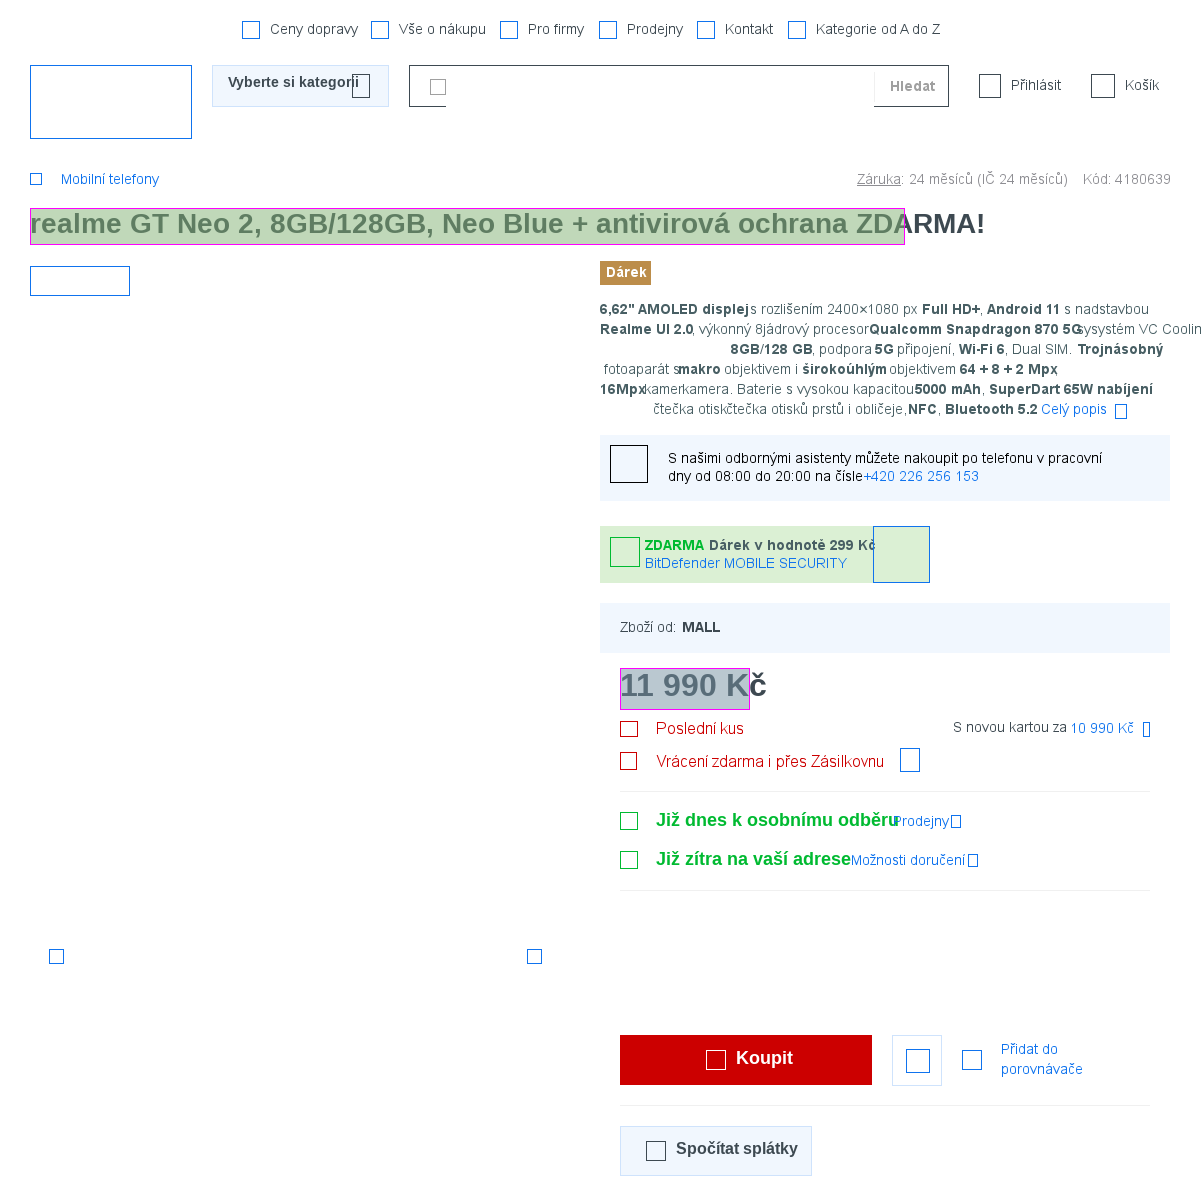 Ceny dopravy Vše o nákupu Pro firmy Prodejny Kontakt Kategorie od A do Z
Vyberte si kategorii Hledat Přihlásit Košík
Mobilní telefony Záruka: 24 měsíců (IČ 24 měsíců) Kód: 4180639
realme GT Neo 2, 8GB/128GB, Neo Blue + antivirová ochrana ZDARMA!
Dárek
6,62" AMOLED displej s rozlišením 2400×1080 px Full HD+, Android 11 s nadstavbou
Realme UI 2.0, výkonný 8jádrový procesor Qualcomm Snapdragon 870 5G sysystém VC Coolin
8GB/128 GB, podpora 5G připojení, Wi-Fi 6, Dual SIM. Trojnásobný
fotoaparát s makro objektivem i širokoúhlým objektivem 64 + 8 + 2 Mpx,
16Mpx kamerkamera. Baterie s vysokou kapacitou 5000 mAh, SuperDart 65W nabíjení
čtečka otiskčtečka otisků prstů i obličeje, NFC, Bluetooth 5.2 Celý popis
S našimi odbornými asistenty můžete nakoupit po telefonu v pracovní
dny od 08:00 do 20:00 na čísle +420 226 256 153
ZDARMA Dárek v hodnotě 299 Kč
BitDefender MOBILE SECURITY
Zboží od: MALL
11 990 Kč
Poslední kus S novou kartou za 10 990 Kč
Vrácení zdarma i přes Zásilkovnu
Již dnes k osobnímu odběru Prodejny
Již zítra na vaší adrese Možnosti doručení
Koupit Přidat do
porovnávače
Spočítat splátky